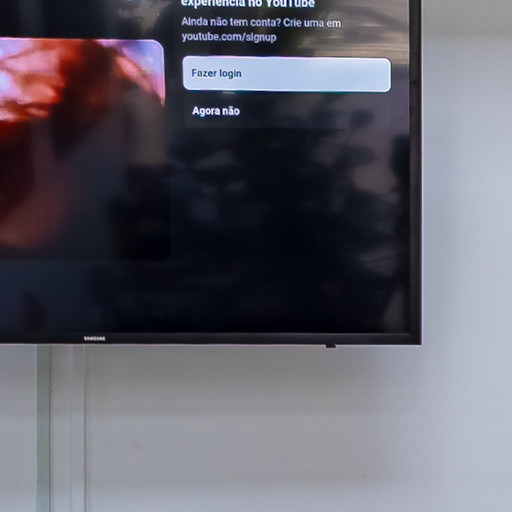 experiência no YouTube
Ainda não tem conta? Crie uma em
youtube.com/signup
Fazer login
Agora não
SAMSUNG